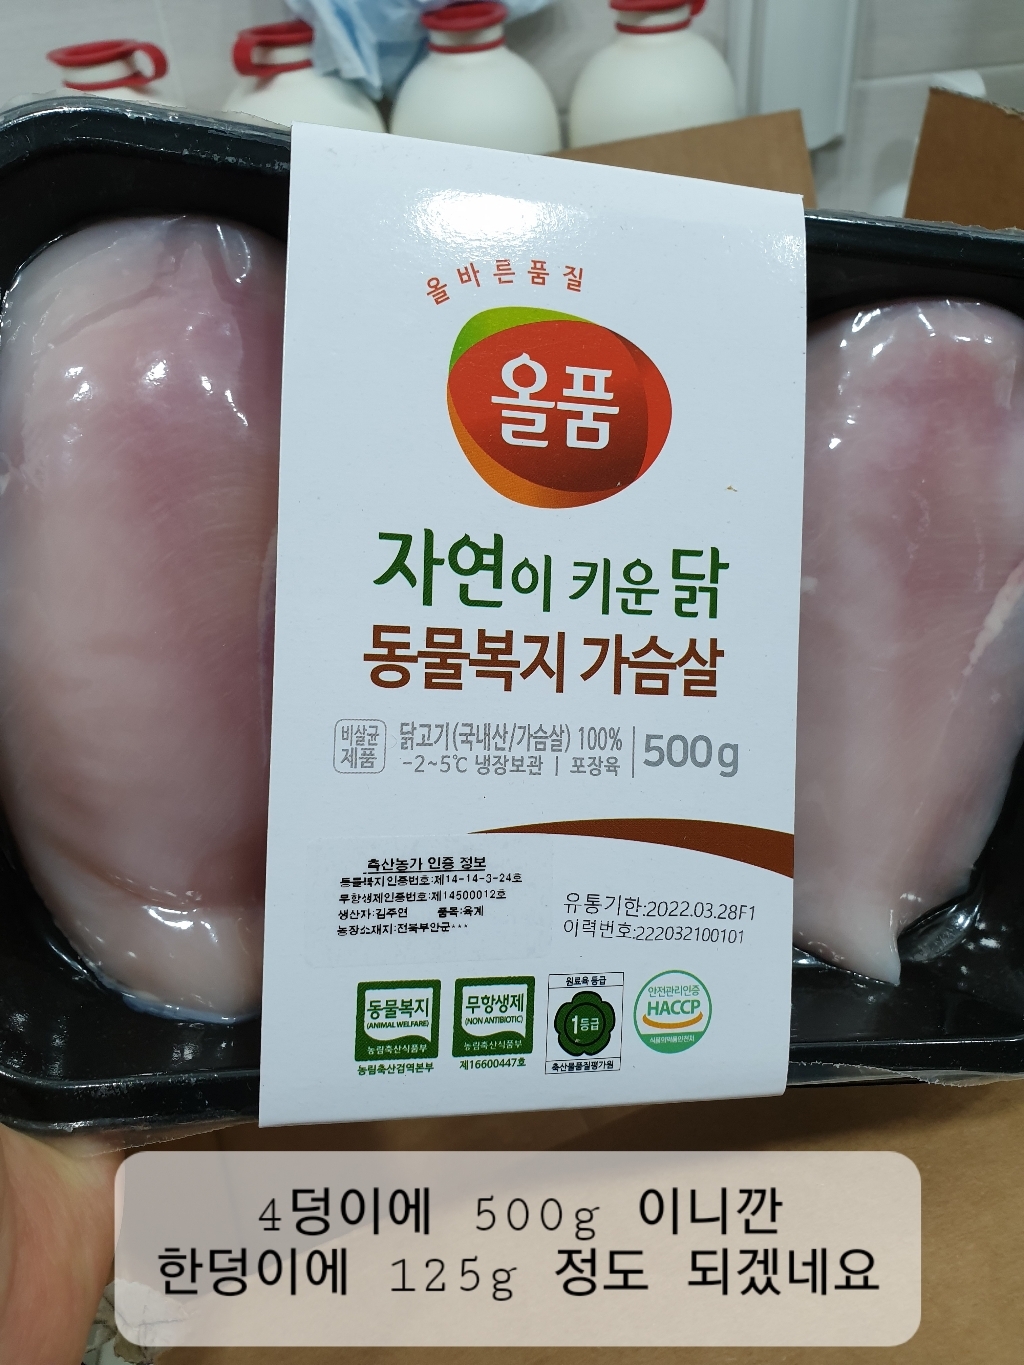 올바른품질
올품
자연이 키운 닭
동물복지 가슴살
비살균
제품
닭고기(국내산/가슴살) 100%
-2~5℃ 냉장보관 | 포장육
500g
축산농가 인증 정보
동물복지인증번호:제14-14-3-24호
무항생제인증번호:제14500012호
생산자:김주연 품목:육계
농장소재지:전북부안군***
유통기한:2022.03.28F1
이력번호:222032100101
동물복지
(ANIMAL WELFARE)
농림축산식품부
농림축산검역본부
무항생제
(NON ANTIBIOTIC)
농림축산식품부
제16600447호
원료육 등급
1등급
축산물품질평가원
안전관리인증
HACCP
식품의약품안전처
4덩이에 500g 이니깐
한덩이에 125g 정도 되겠네요